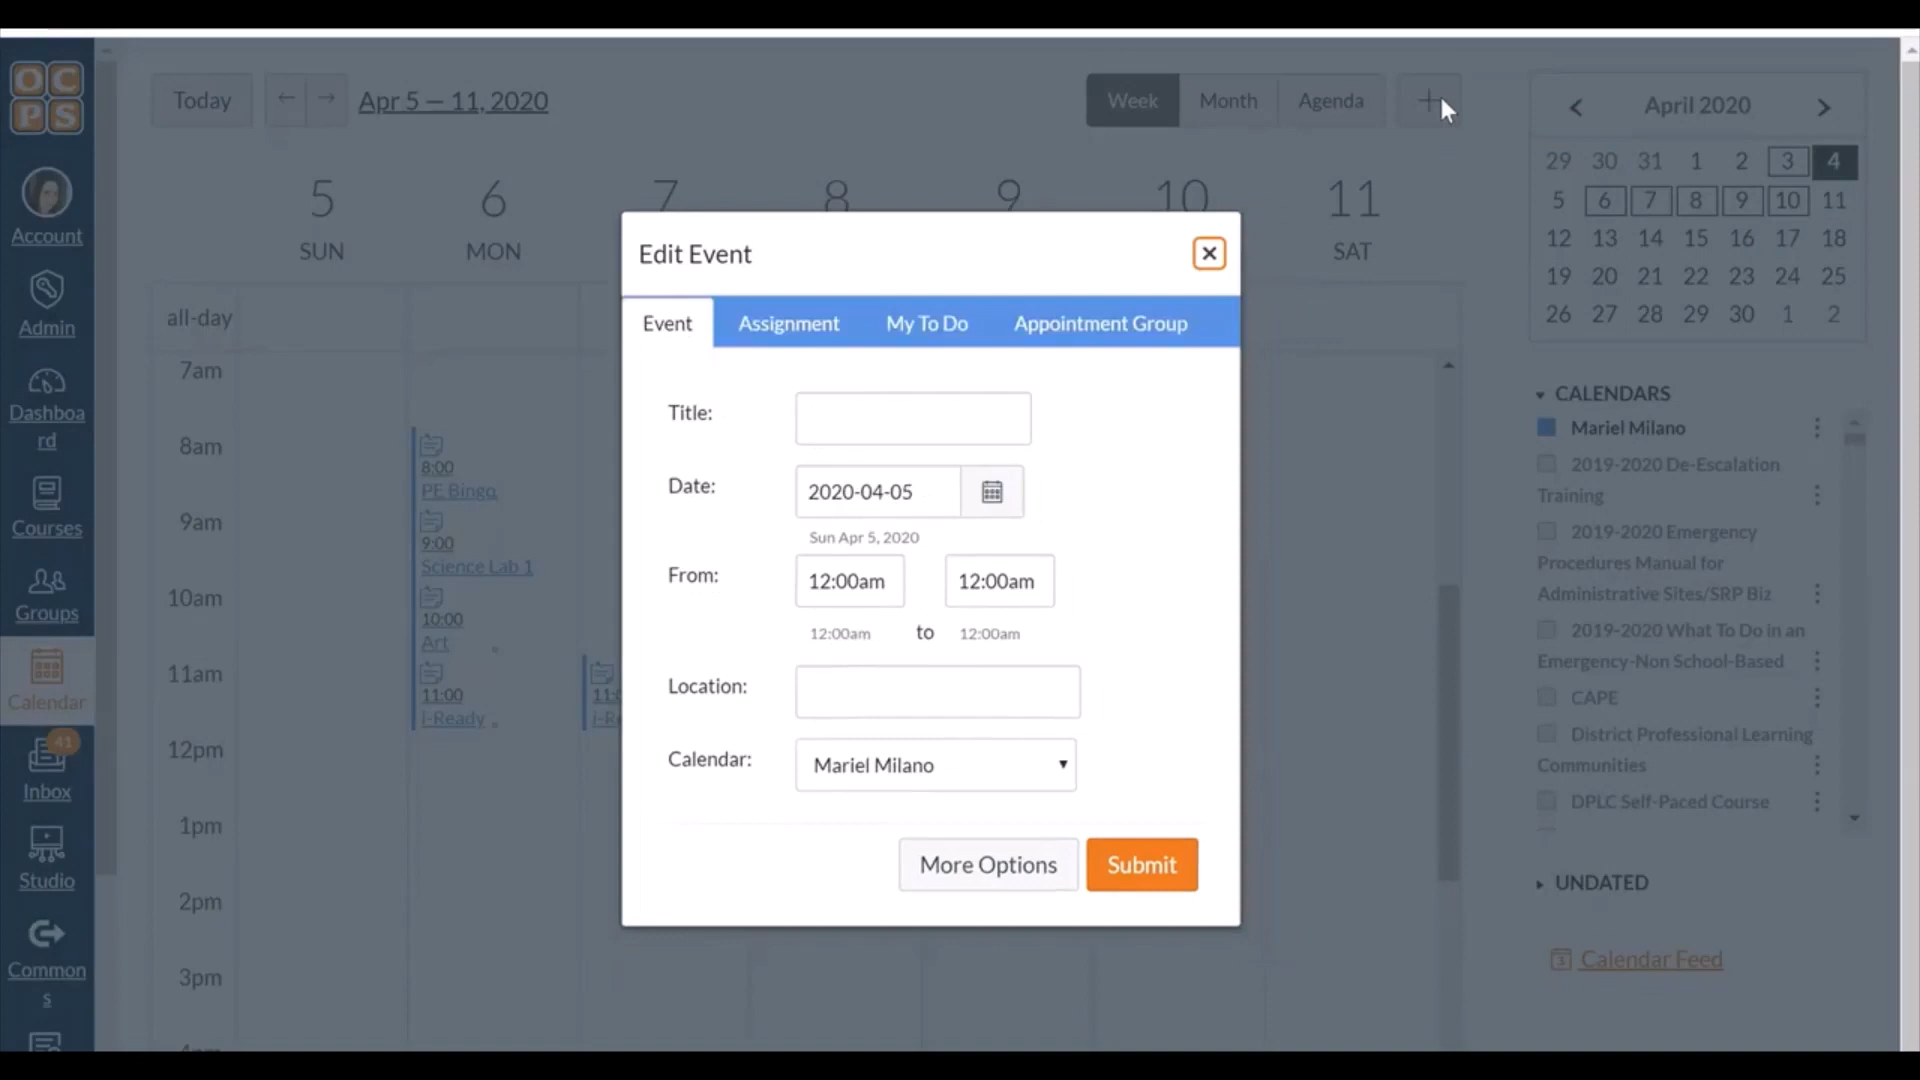 OC
PS
Account
Admin
Dashboa
rd
Courses
Groups
Calendar
41
Inbox
Studio
Common
s
Today
← →
Apr 5 — 11, 2020
Week
Month
Agenda
+
5
SUN
6
MON
7
8
9
10
11
SAT
all-day
7am
8am
9am
10am
11am
12pm
1pm
2pm
3pm
8:00
PE Bingo
9:00
Science Lab 1
10:00
Art
11:00
i-Ready
Edit Event
×
Event
Assignment
My To Do
Appointment Group
Title:
Date:
2020-04-05
Sun Apr 5, 2020
From:
12:00am
12:00am
12:00am to 12:00am
Location:
Calendar:
Mariel Milano
More Options
Submit
April 2020
29 30 31 1 2 3 4
5 6 7 8 9 10 11
12 13 14 15 16 17 18
19 20 21 22 23 24 25
26 27 28 29 30 1 2
CALENDARS
Mariel Milano
2019-2020 De-Escalation
Training
2019-2020 Emergency
Procedures Manual for
Administrative Sites/SRP Biz
2019-2020 What To Do in an
Emergency-Non School-Based
CAPE
District Professional Learning
Communities
DPLC Self-Paced Course
UNDATED
Calendar Feed